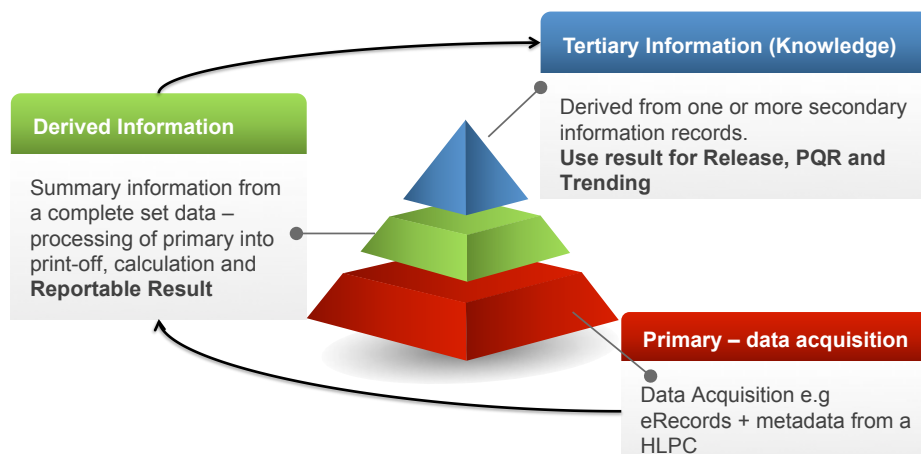 Tertiary Information (Knowledge)
Derived from one or more secondary
information records.
Use result for Release, PQR and
Trending
Derived Information
Summary information from
a complete set data –
processing of primary into
print-off, calculation and
Reportable Result
Primary – data acquisition
Data Acquisition e.g
eRecords + metadata from a
HLPC